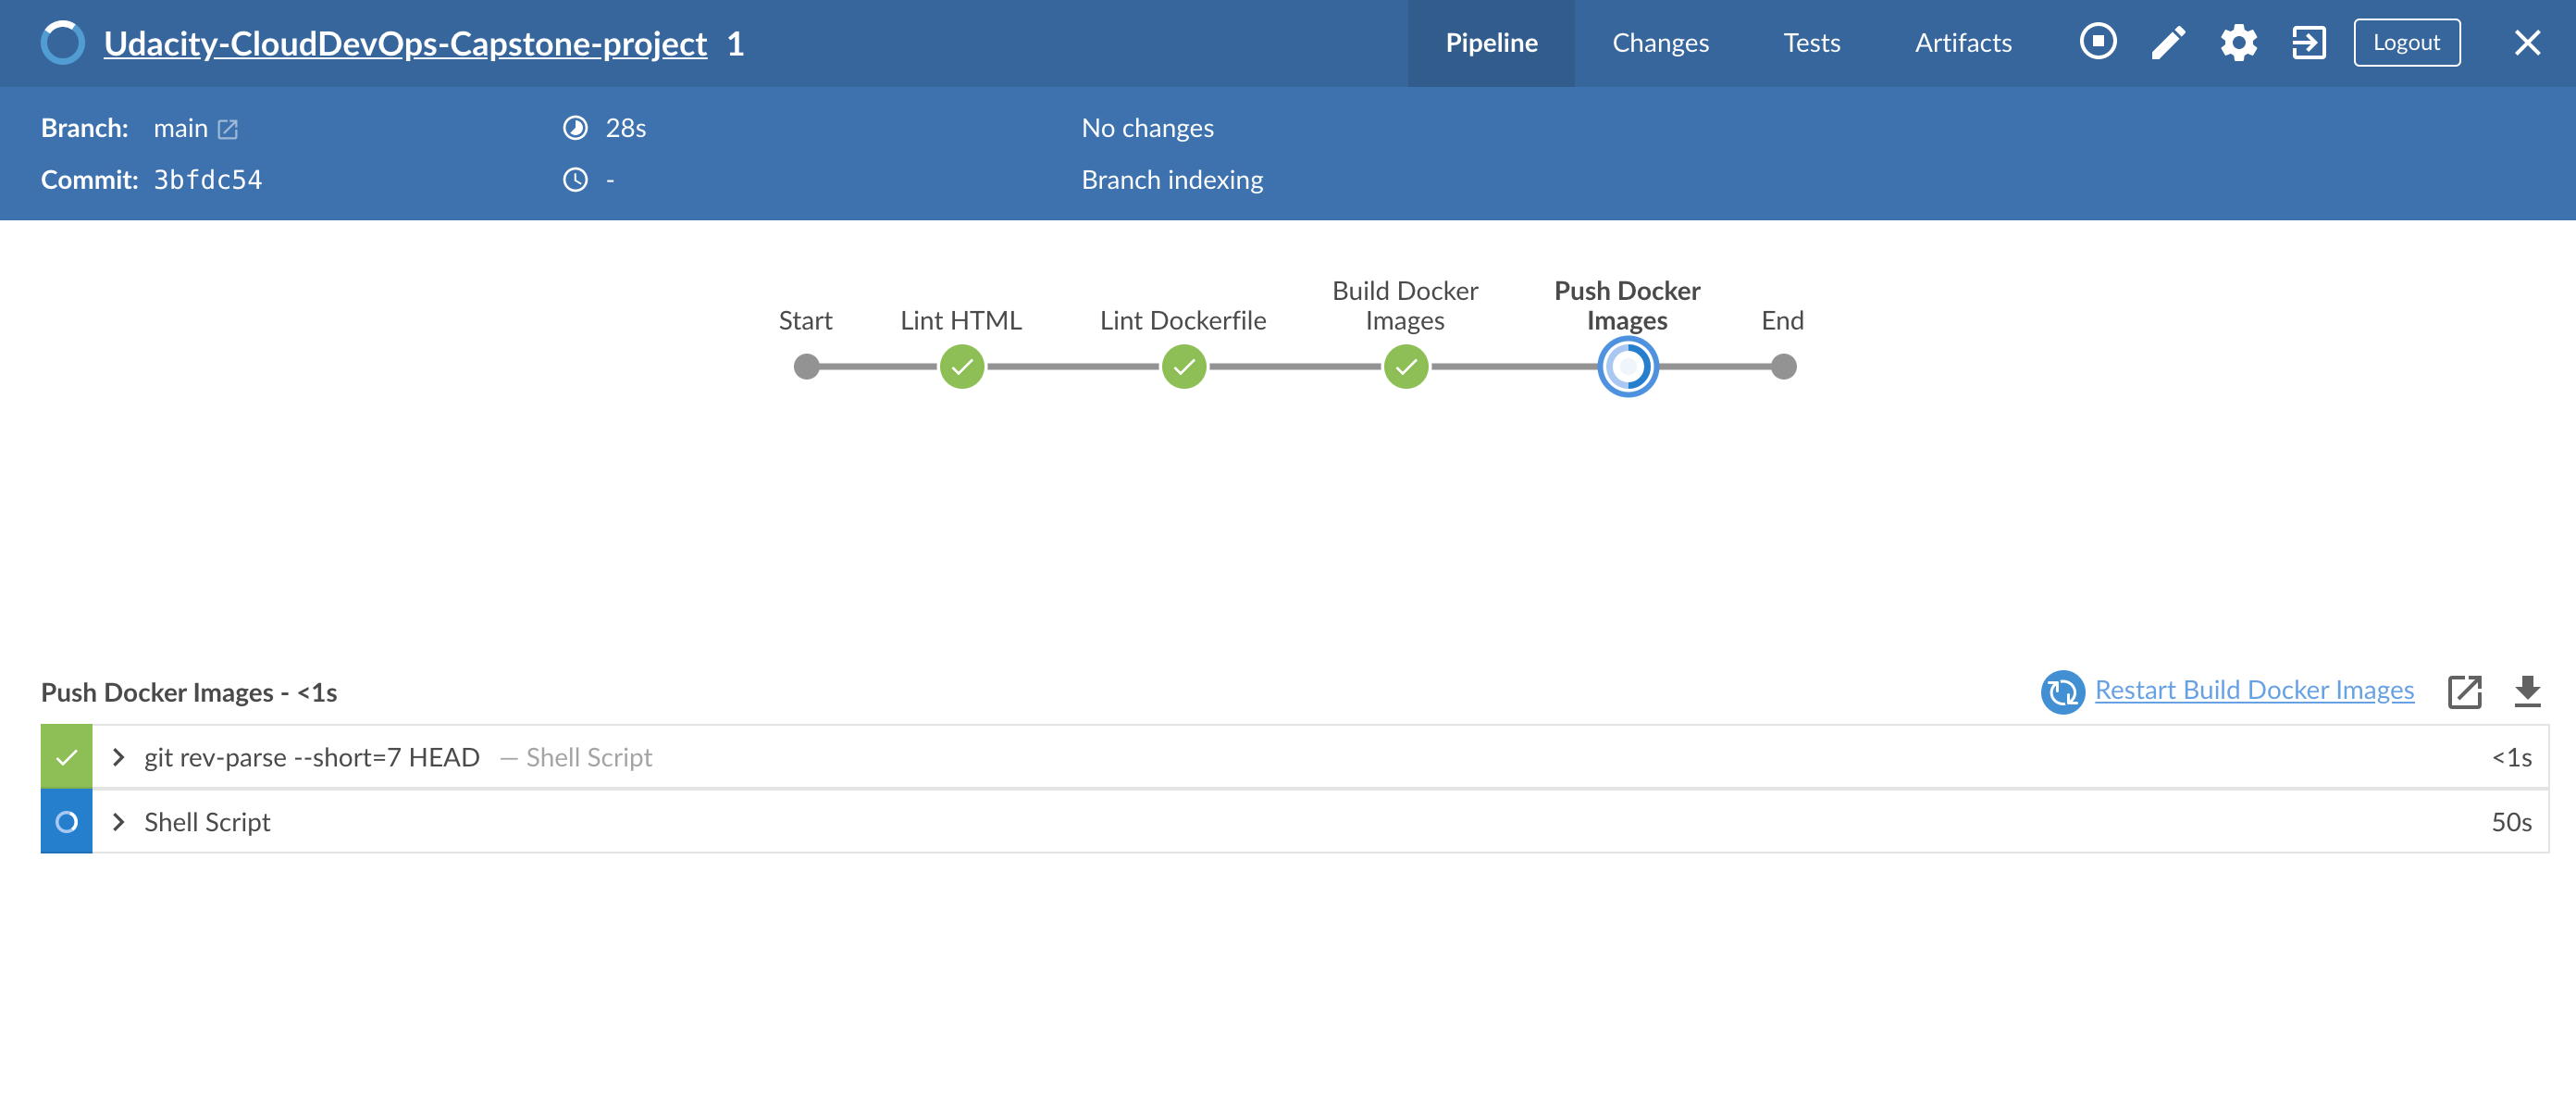 Udacity-CloudDevOps-Capstone-project 1
Pipeline Changes Tests Artifacts Logout
Branch: main 28s No changes
Commit: 3bfdc54 - Branch indexing
Start Lint HTML Lint Dockerfile Build Docker Images Push Docker Images End
Push Docker Images - <1s Restart Build Docker Images
git rev-parse --short=7 HEAD — Shell Script <1s
Shell Script 50s